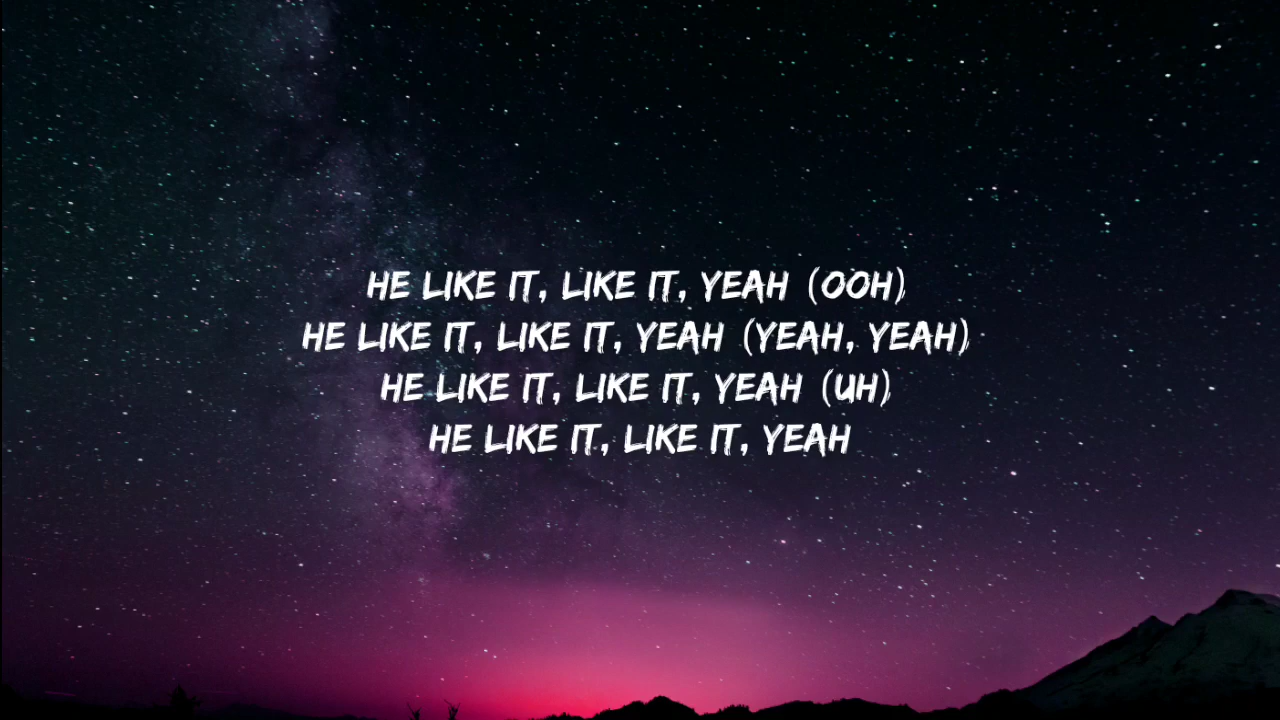 HE LIKE IT, LIKE IT, YEAH (OOH)
HE LIKE IT, LIKE IT, YEAH (YEAH, YEAH)
HE LIKE IT, LIKE IT, YEAH (UH)
HE LIKE IT, LIKE IT, YEAH